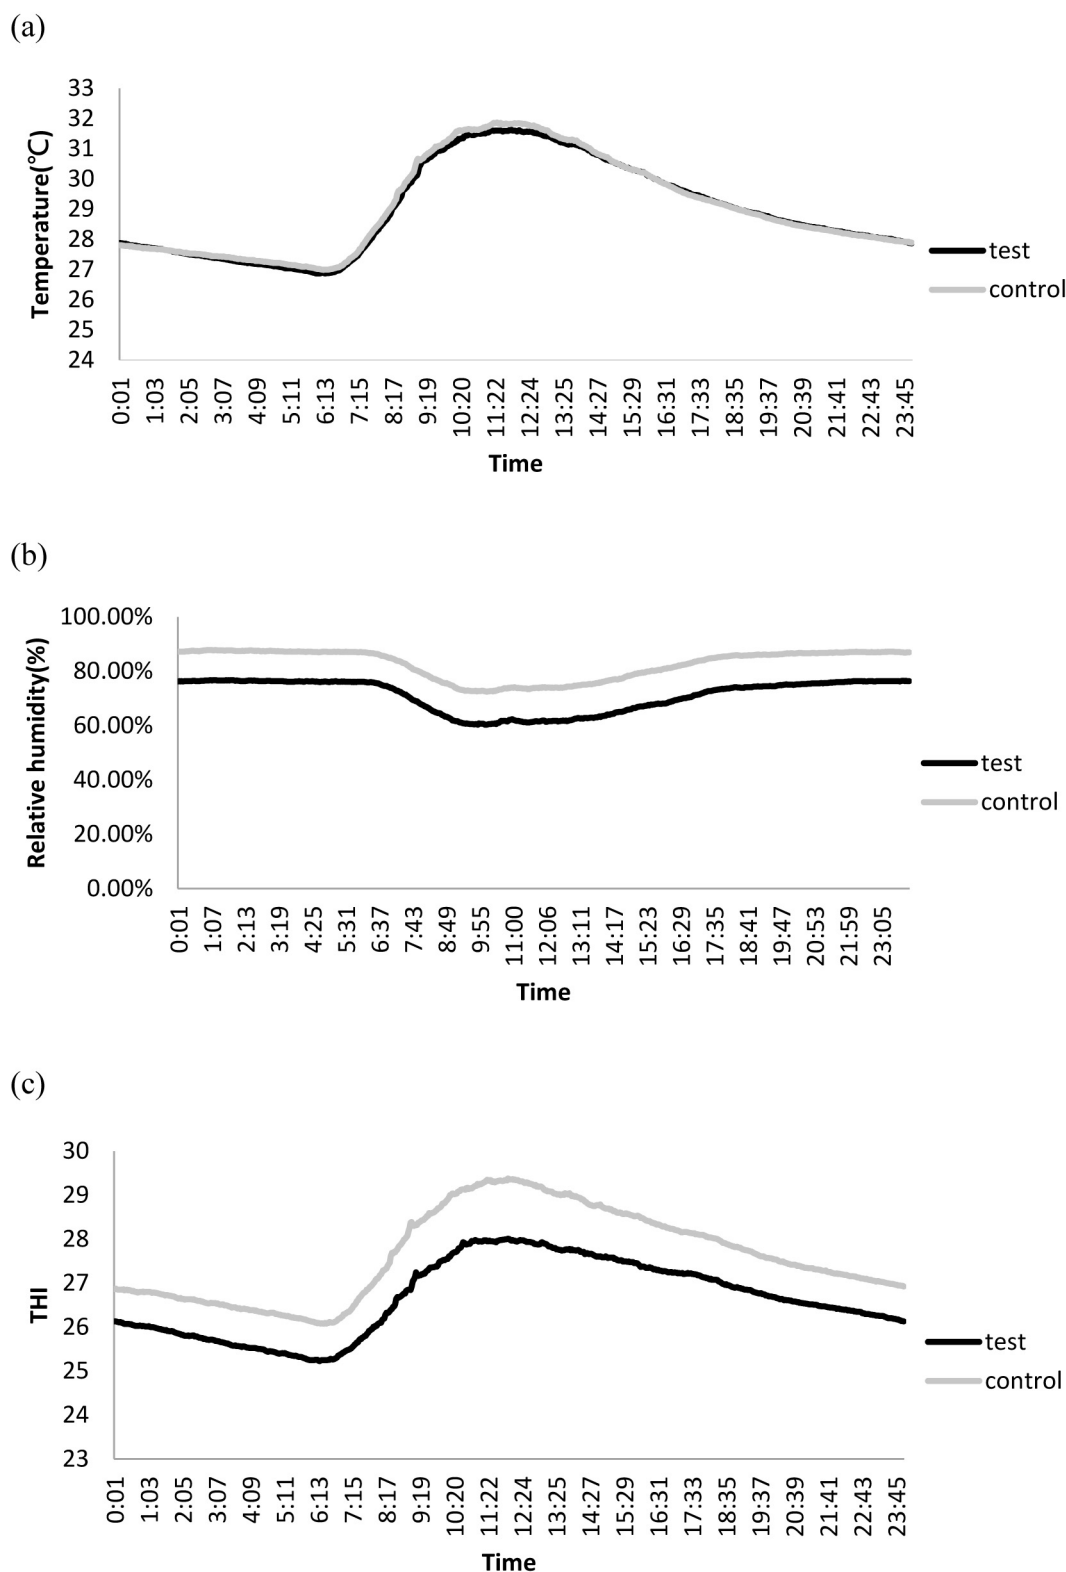 (a)
33
32
31
30
29
28
27
26
25
24
Temperature(℃)
0:01 1:03 2:05 3:07 4:09 5:11 6:13 7:15 8:17 9:19 10:20 11:22 12:24 13:25 14:27 15:29 16:31 17:33 18:35 19:37 20:39 21:41 22:43 23:45
Time
test
control
(b)
100.00%
80.00%
60.00%
40.00%
20.00%
0.00%
Relative humidity(%)
0:01 1:07 2:13 3:19 4:25 5:31 6:37 7:43 8:49 9:55 11:00 12:06 13:11 14:17 15:23 16:29 17:35 18:41 19:47 20:53 21:59 23:05
Time
test
control
(c)
30
29
28
27
26
25
24
23
THI
0:01 1:03 2:05 3:07 4:09 5:11 6:13 7:15 8:17 9:19 10:20 11:22 12:24 13:25 14:27 15:29 16:31 17:33 18:35 19:37 20:39 21:41 22:43 23:45
Time
test
control